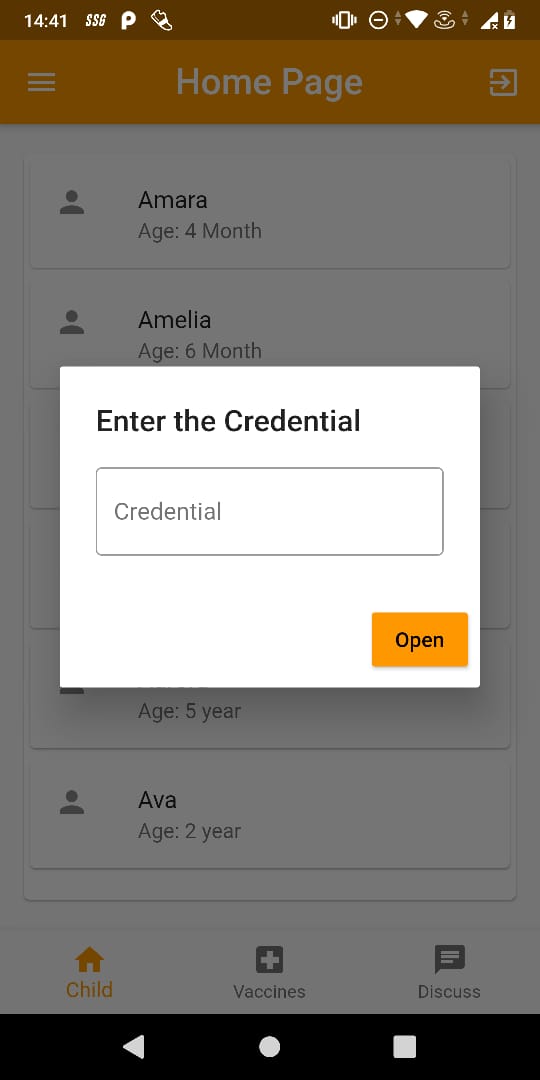 14:41 SSG
Home Page
Amara
Age: 4 Month
Amelia
Age: 6 Month
Enter the Credential
Credential
Open
Age: 5 year
Ava
Age: 2 year
Child Vaccines Discuss